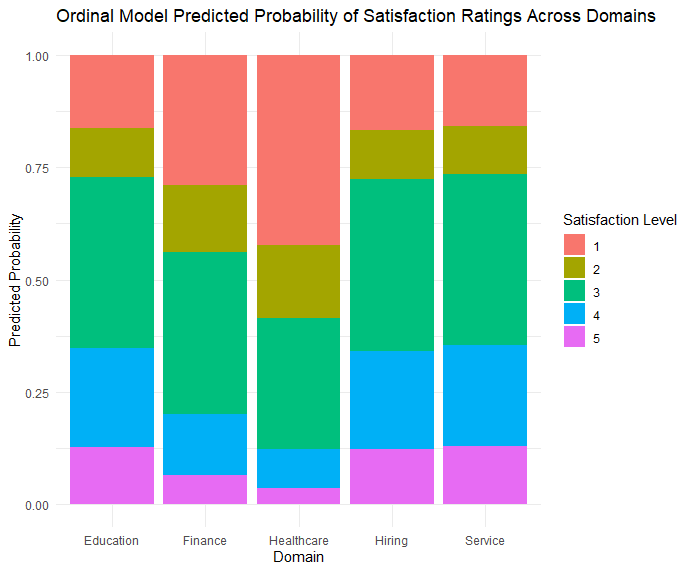 Ordinal Model Predicted Probability of Satisfaction Ratings Across Domains
Predicted Probability
1.00
0.75
0.50
0.25
0.00
Education Finance Healthcare Hiring Service
Domain
Satisfaction Level
1
2
3
4
5